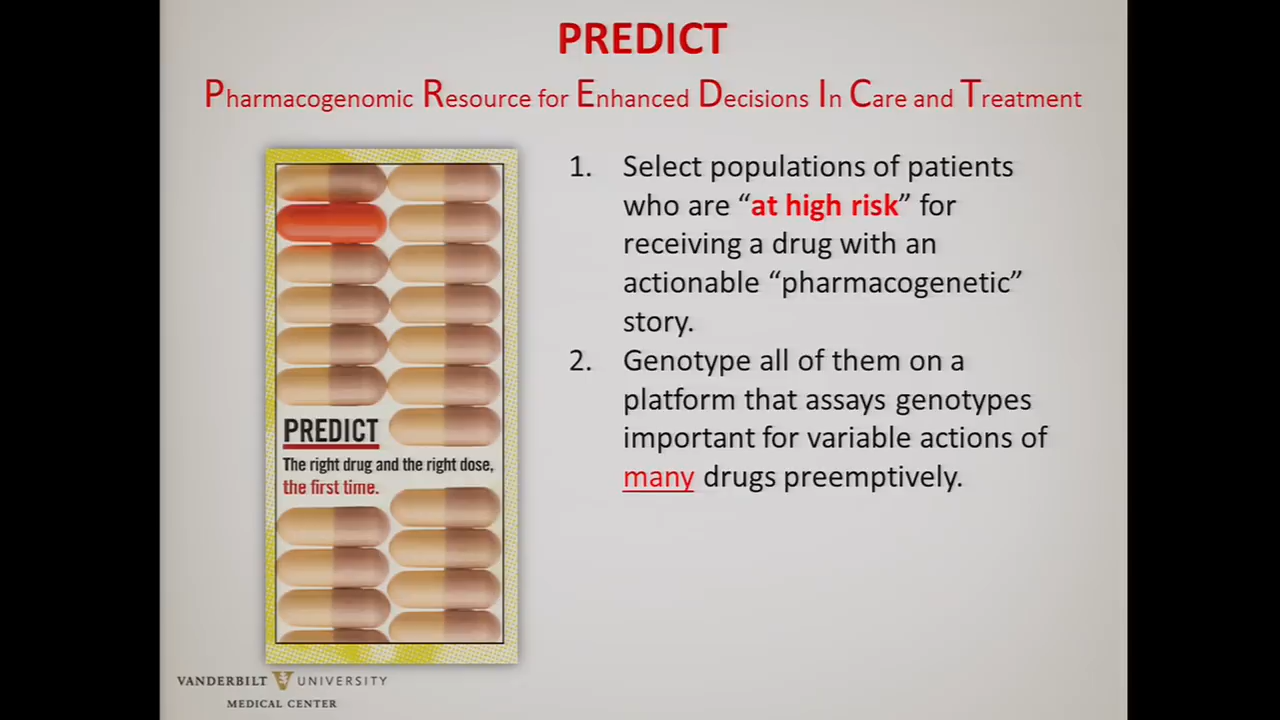 PREDICT
Pharmacogenomic Resource for Enhanced Decisions In Care and Treatment
1. Select populations of patients
who are “at high risk” for
receiving a drug with an
actionable “pharmacogenetic”
story.
2. Genotype all of them on a
platform that assays genotypes
important for variable actions of
many drugs preemptively.
PREDICT
The right drug and the right dose,
the first time.
VANDERBILT UNIVERSITY
MEDICAL CENTER